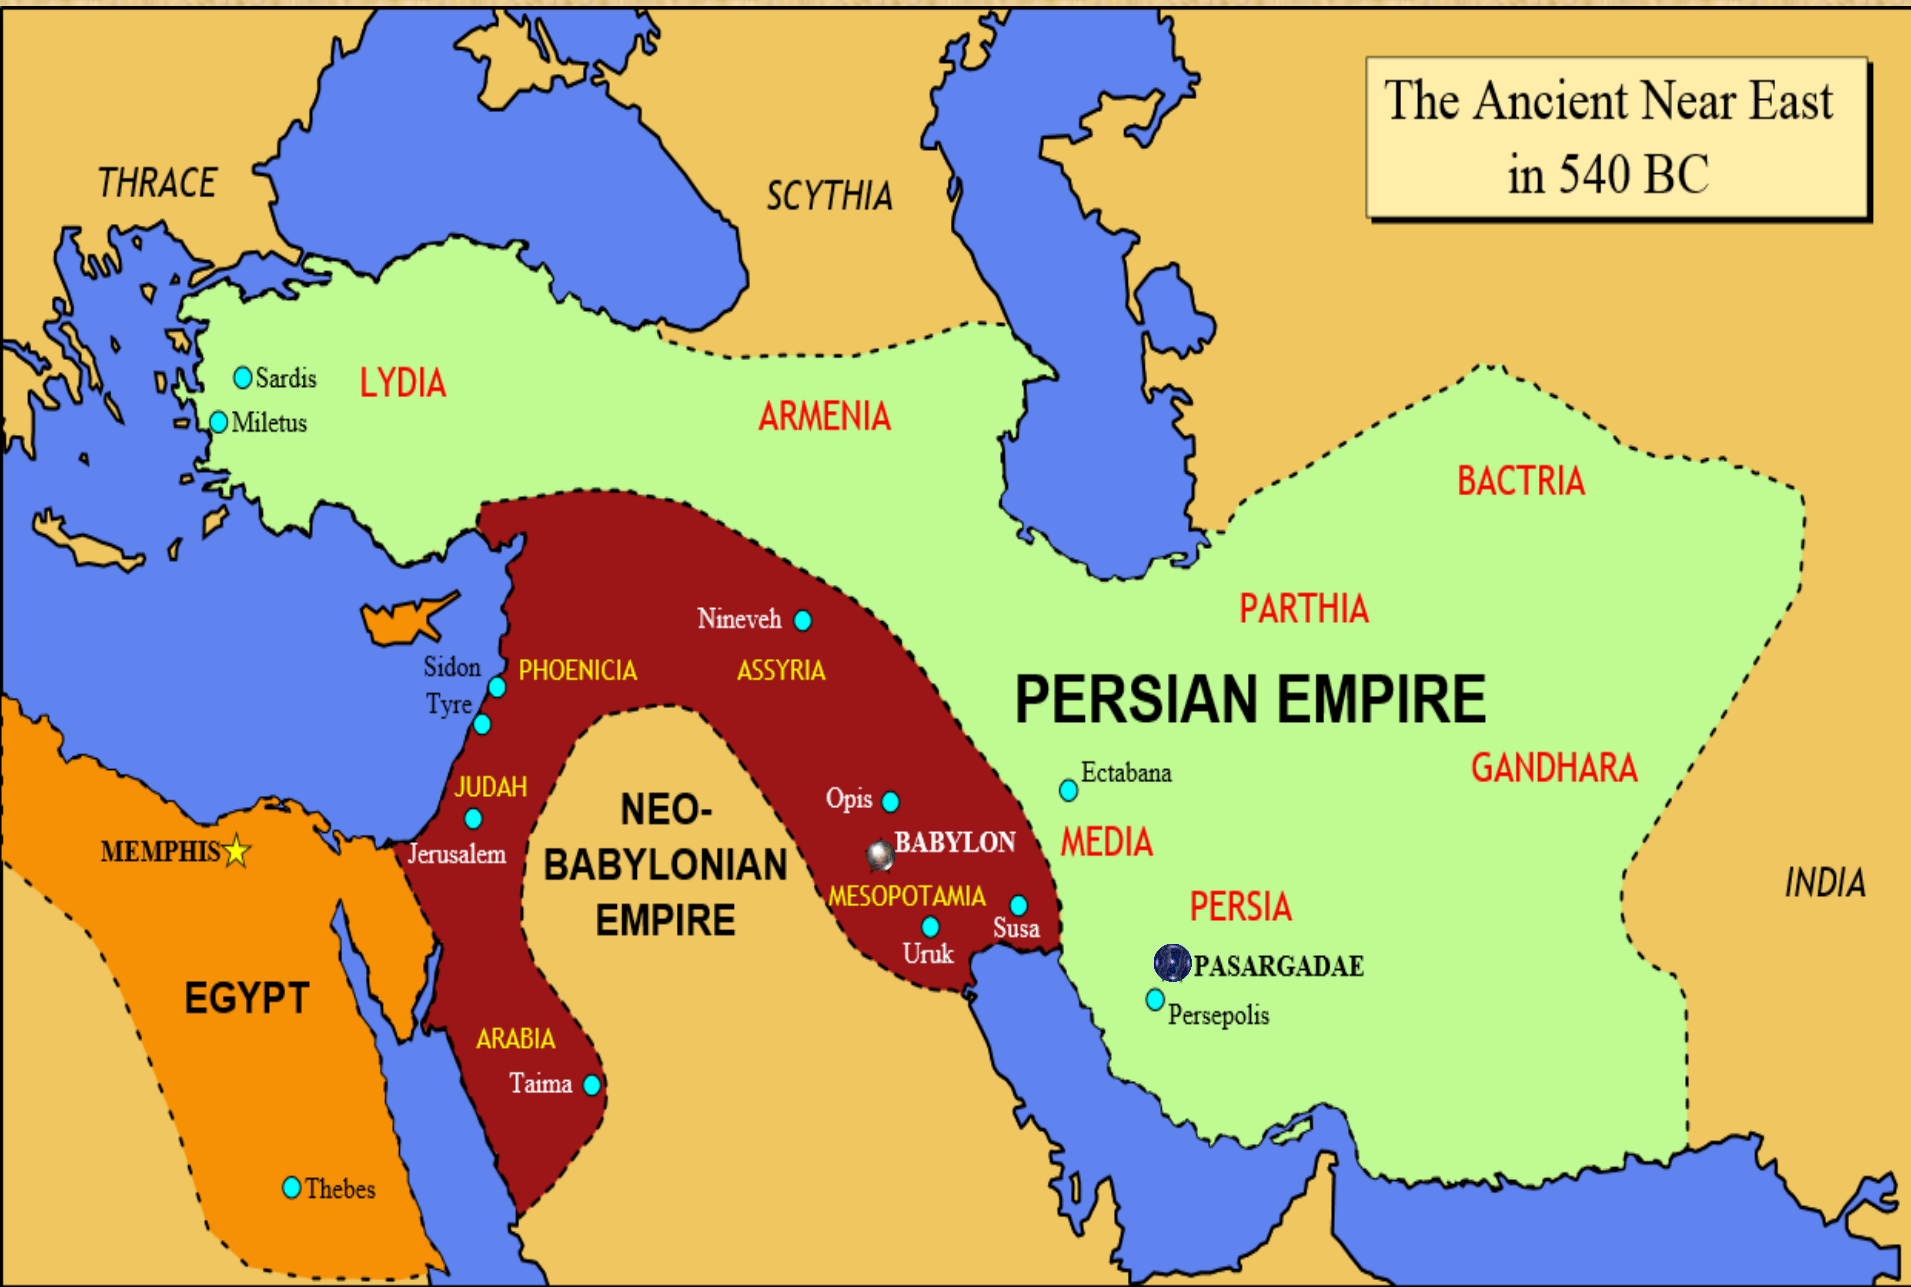 The Ancient Near East
in 540 BC
THRACE
SCYTHIA
Sardis
LYDIA
Miletus
ARMENIA
BACTRIA
PARTHIA
Nineveh
Sidon
PHOENICIA
ASSYRIA
Tyre
PERSIAN EMPIRE
GANDHARA
Ectabana
JUDAH
Opis
NEO-
BABYLONIAN
EMPIRE
BABYLON
MEDIA
MEMPHIS
Jerusalem
INDIA
MESOPOTAMIA
PERSIA
Susa
Uruk
PASARGADAE
EGYPT
Persepolis
ARABIA
Taima
Thebes